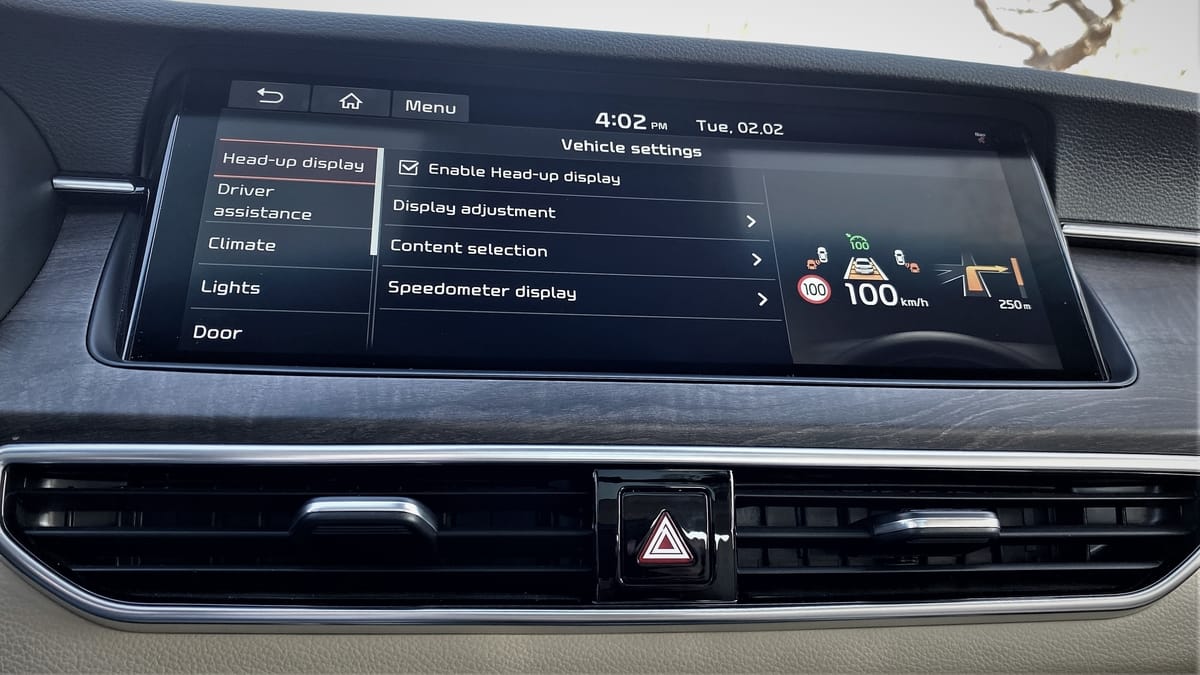 Menu
4:02 PM Tue, 02.02
Vehicle settings
Head-up display
Driver
assistance
Climate
Lights
Door
Enable Head-up display
Display adjustment
Content selection
Speedometer display
100
100
100 km/h
250 m